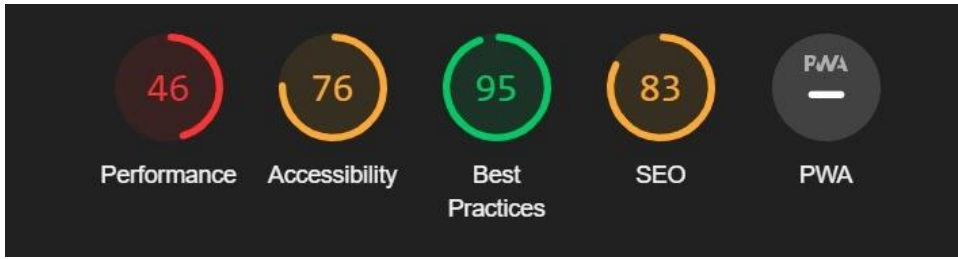 46 76 95 83 PWA
Performance Accessibility Best SEO PWA
Practices